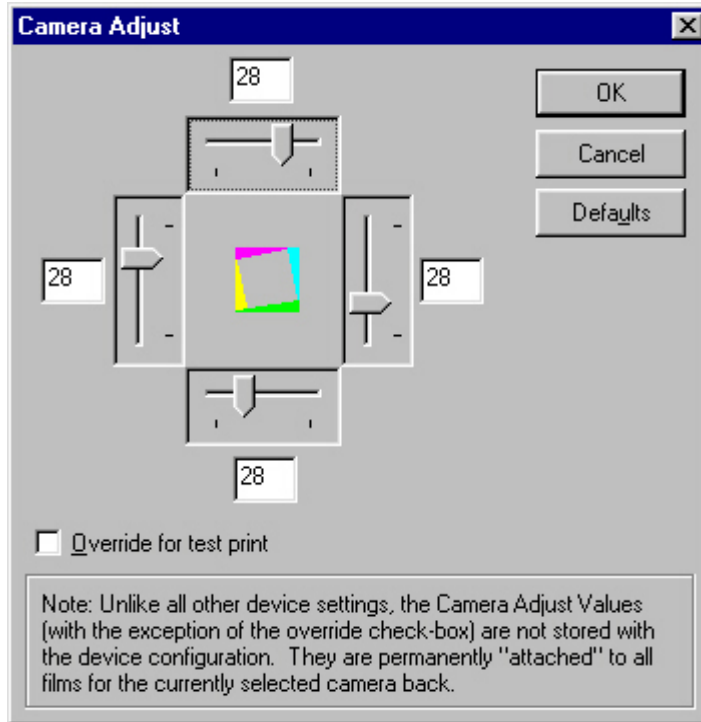 Camera Adjust
28
OK
Cancel
Defaults
28
28
28
Override for test print
Note: Unlike all other device settings, the Camera Adjust Values
(with the exception of the override check-box) are not stored with
the device configuration.  They are permanently "attached" to all
films for the currently selected camera back.